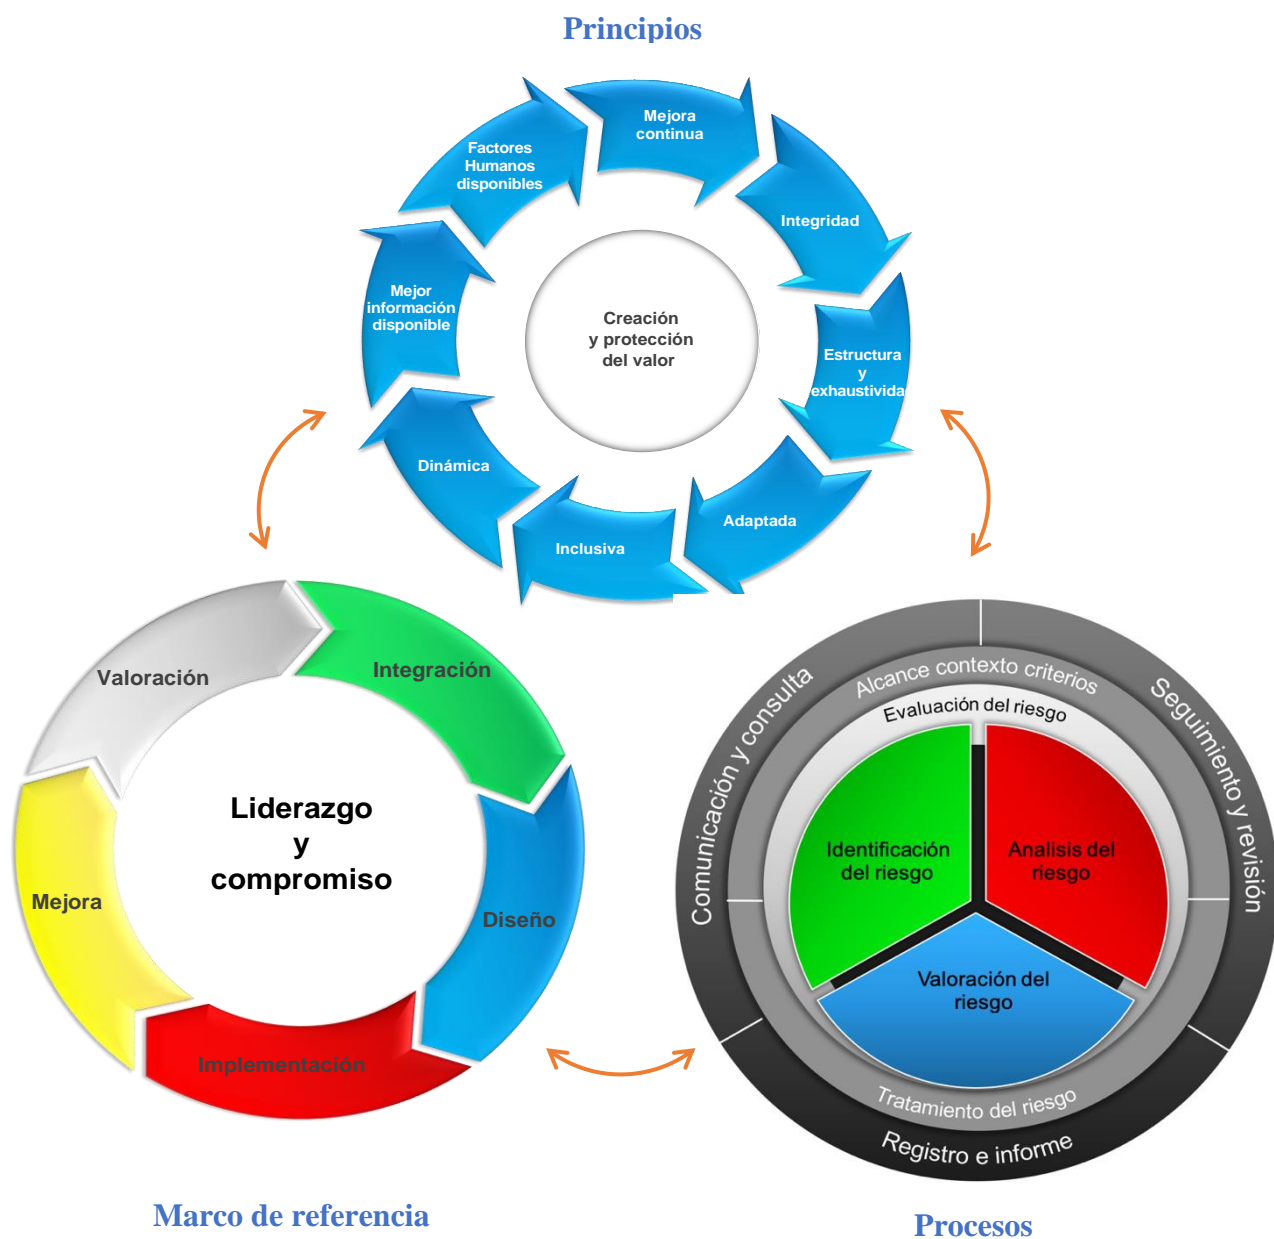 Principios
Mejora
continua
Integridad
Estructura
y
exhaustivida
Adaptada
Inclusiva
Dinámica
Mejor
información
disponible
Factores
Humanos
disponibles
Creación
y protección
del valor
Valoración
Integración
Diseño
Implementación
Mejora
Liderazgo
y
compromiso
Marco de referencia
Comunicación y consulta
Seguimiento y revisión
Registro e informe
Alcance contexto criterios
Tratamiento del riesgo
Evaluación del riesgo
Identificación
del riesgo
Analisis del
riesgo
Valoración del
riesgo
Procesos